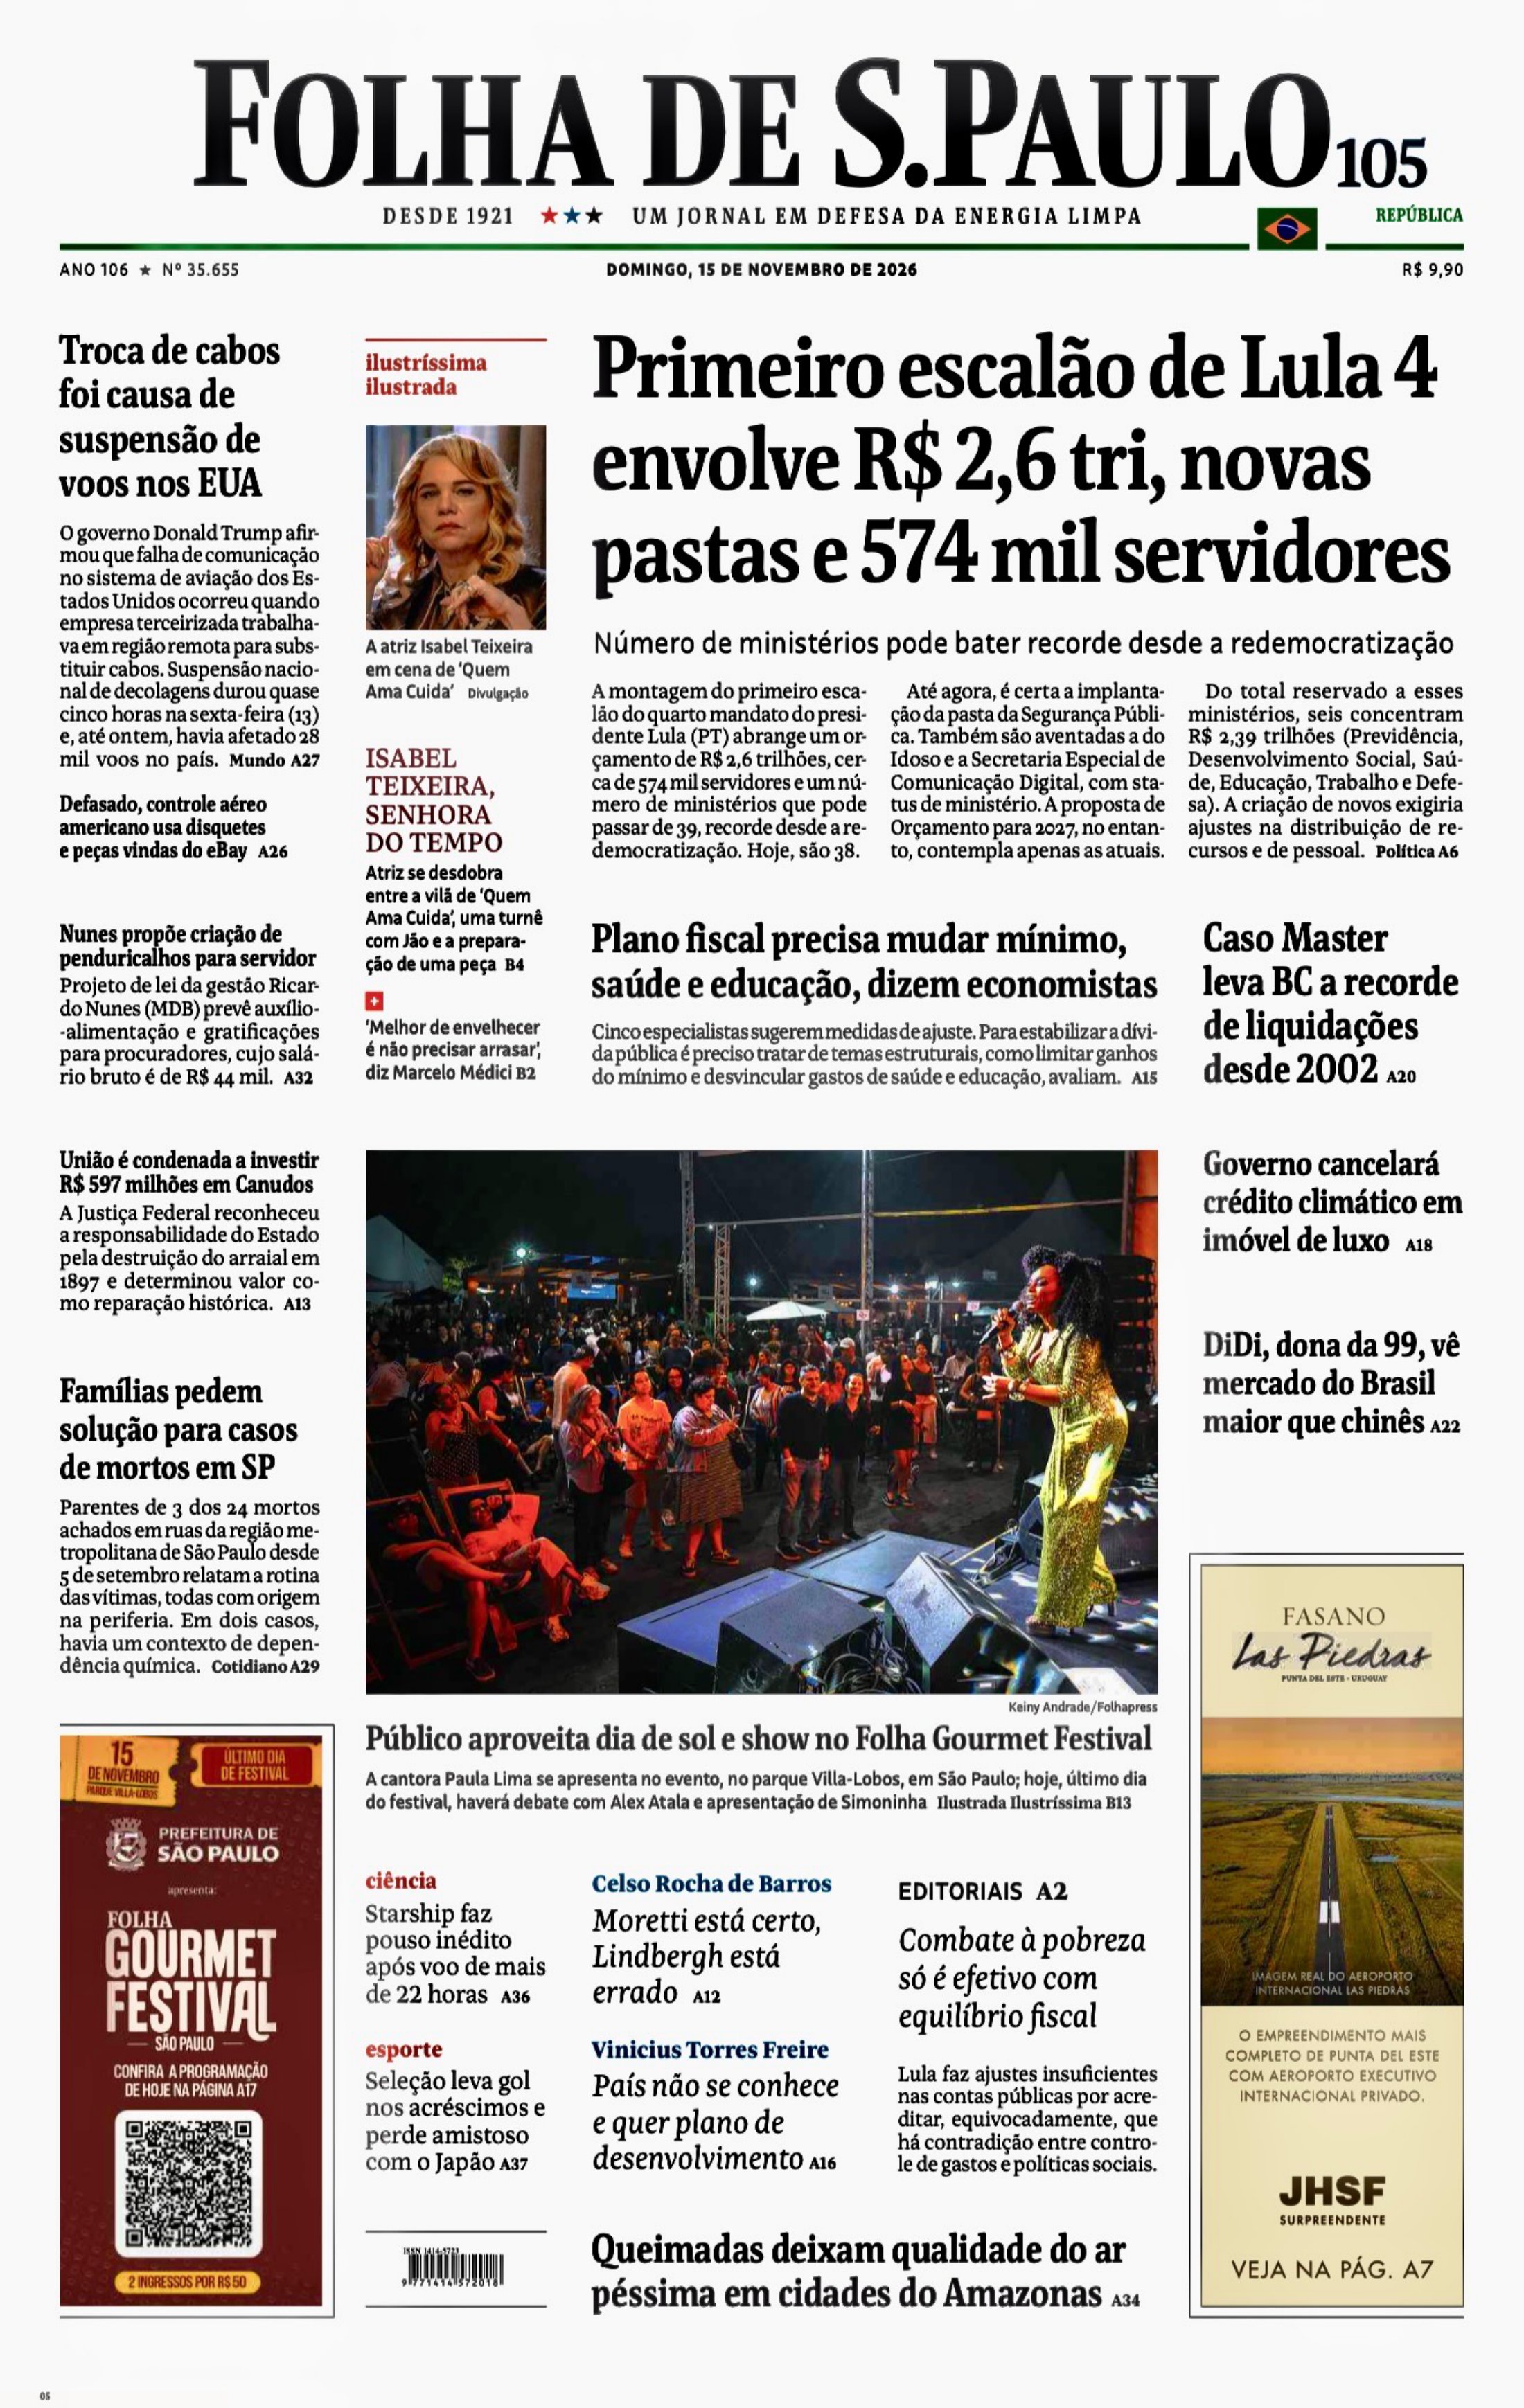 FOLHA DE S.PAULO 105
DESDE 1921 ★★★ UM JORNAL EM DEFESA DA ENERGIA LIMPA
REPÚBLICA
ANO 106 ★ Nº 35.655
DOMINGO, 15 DE NOVEMBRO DE 2026
R$ 9,90
Troca de cabos
foi causa de
suspensão de
voos nos EUA
O governo Donald Trump afir-
mou que falha de comunicação
no sistema de aviação dos Es-
tados Unidos ocorreu quando
empresa terceirizada trabalha-
va em região remota para subs-
tituir cabos. Suspensão nacio-
nal de decolagens durou quase
cinco horas na sexta-feira (13)
e, até ontem, havia afetado 28
mil voos no país. Mundo A27
Defasado, controle aéreo
americano usa disquetes
e peças vindas do eBay A26
Nunes propõe criação de
penduricalhos para servidor
Projeto de lei da gestão Ricar-
do Nunes (MDB) prevê auxílio-
-alimentação e gratificações
para procuradores, cujo salá-
rio bruto é de R$ 44 mil. A32
União é condenada a investir
R$ 597 milhões em Canudos
A Justiça Federal reconheceu
a responsabilidade do Estado
pela destruição do arraial em
1897 e determinou valor co-
mo reparação histórica. A13
Famílias pedem
solução para casos
de mortos em SP
Parentes de 3 dos 24 mortos
achados em ruas da região me-
tropolitana de São Paulo desde
5 de setembro relatam a rotina
das vítimas, todas com origem
na periferia. Em dois casos,
havia um contexto de depen-
dência química. Cotidiano A29
15
DE NOVEMBRO
PARQUE VILLA-LOBOS
ÚLTIMO DIA
DE FESTIVAL
PREFEITURA DE
SÃO PAULO
apresenta:
FOLHA
GOURMET
FESTIVAL
SÃO PAULO
CONFIRA A PROGRAMAÇÃO
DE HOJE NA PÁGINA A17
2 INGRESSOS POR R$ 50
ilustríssima
ilustrada
A atriz Isabel Teixeira
em cena de ‘Quem
Ama Cuida’ Divulgação
ISABEL
TEIXEIRA,
SENHORA
DO TEMPO
Atriz se desdobra
entre a vilã de ‘Quem
Ama Cuida’, uma turnê
com Jão e a prepara-
ção de uma peça B4
+
‘Melhor de envelhecer
é não precisar arrasar’,
diz Marcelo Médici B2
Primeiro escalão de Lula 4
envolve R$ 2,6 tri, novas
pastas e 574 mil servidores
Número de ministérios pode bater recorde desde a redemocratização
A montagem do primeiro esca-
lão do quarto mandato do presi-
dente Lula (PT) abrange um or-
çamento de R$ 2,6 trilhões, cer-
ca de 574 mil servidores e um nú-
mero de ministérios que pode
passar de 39, recorde desde a re-
democratização. Hoje, são 38.
Até agora, é certa a implanta-
ção da pasta da Segurança Públi-
ca. Também são aventadas a do
Idoso e a Secretaria Especial de
Comunicação Digital, com sta-
tus de ministério. A proposta de
Orçamento para 2027, no entan-
to, contempla apenas as atuais.
Do total reservado a esses
ministérios, seis concentram
R$ 2,39 trilhões (Previdência,
Desenvolvimento Social, Saú-
de, Educação, Trabalho e Defe-
sa). A criação de novos exigiria
ajustes na distribuição de re-
cursos e de pessoal. Política A6
Plano fiscal precisa mudar mínimo,
saúde e educação, dizem economistas
Cinco especialistas sugerem medidas de ajuste. Para estabilizar a dívi-
da pública é preciso tratar de temas estruturais, como limitar ganhos
do mínimo e desvincular gastos de saúde e educação, avaliam. A15
Caso Master
leva BC a recorde
de liquidações
desde 2002 A20
Governo cancelará
crédito climático em
imóvel de luxo A18
DiDi, dona da 99, vê
mercado do Brasil
maior que chinês A22
Keiny Andrade/Folhapress
Público aproveita dia de sol e show no Folha Gourmet Festival
A cantora Paula Lima se apresenta no evento, no parque Villa-Lobos, em São Paulo; hoje, último dia
do festival, haverá debate com Alex Atala e apresentação de Simoninha Ilustrada Ilustríssima B13
ciência
Starship faz
pouso inédito
após voo de mais
de 22 horas A36
esporte
Seleção leva gol
nos acréscimos e
perde amistoso
com o Japão A37
ISSN 1414-5723
9 771414 572018
Celso Rocha de Barros
Moretti está certo,
Lindbergh está
errado A12
Vinicius Torres Freire
País não se conhece
e quer plano de
desenvolvimento A16
EDITORIAIS A2
Combate à pobreza
só é efetivo com
equilíbrio fiscal
Lula faz ajustes insuficientes
nas contas públicas por acre-
ditar, equivocadamente, que
há contradição entre contro-
le de gastos e políticas sociais.
Queimadas deixam qualidade do ar
péssima em cidades do Amazonas A34
FASANO
Las Piedras
PUNTA DEL ESTE - URUGUAY
IMAGEM REAL DO AEROPORTO
INTERNACIONAL LAS PIEDRAS
O EMPREENDIMENTO MAIS
COMPLETO DE PUNTA DEL ESTE
COM AEROPORTO EXECUTIVO
INTERNACIONAL PRIVADO.
JHSF
SURPREENDENTE
VEJA NA PÁG. A7
05